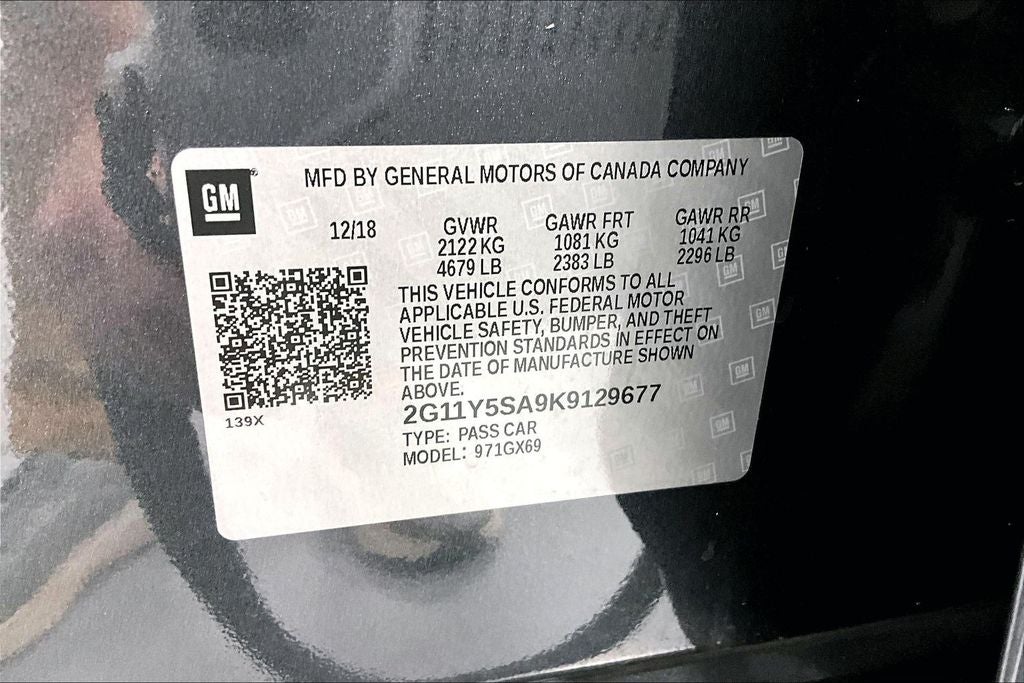 GM
MFD BY GENERAL MOTORS OF CANADA COMPANY
12/18
GVWR
2122 KG
4679 LB
GAWR FRT
1081 KG
2383 LB
GAWR RR
1041 KG
2296 LB
THIS VEHICLE CONFORMS TO ALL
APPLICABLE U.S. FEDERAL MOTOR
VEHICLE SAFETY, BUMPER, AND THEFT
PREVENTION STANDARDS IN EFFECT ON
THE DATE OF MANUFACTURE SHOWN
ABOVE.
2G11Y5SA9K9129677
TYPE: PASS CAR
MODEL: 971GX69
139X